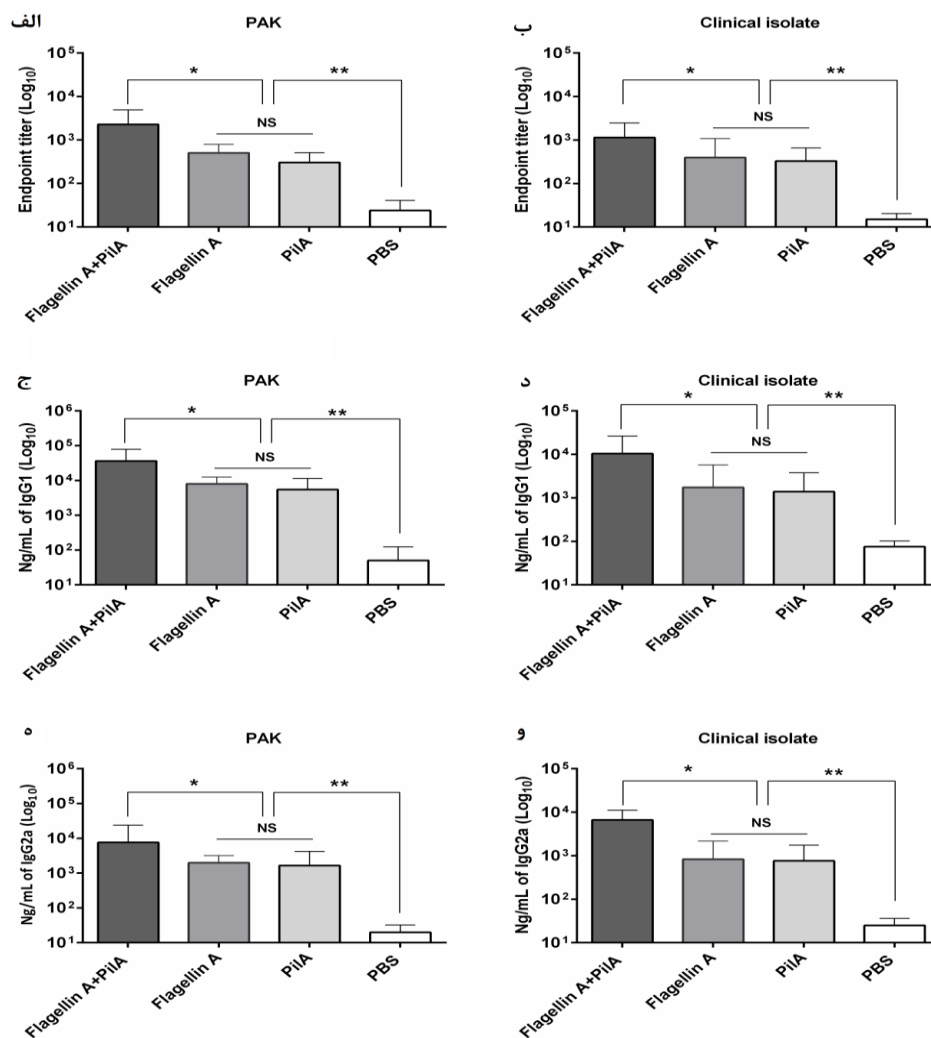 الف
PAK
Endpoint titer (Log₁₀)
10⁵
10⁴
10³
10²
10¹
*
**
NS
Flagellin A+PilA
Flagellin A
PilA
PBS
ب
Clinical isolate
Endpoint titer (Log₁₀)
10⁵
10⁴
10³
10²
10¹
*
**
NS
Flagellin A+PilA
Flagellin A
PilA
PBS
ج
PAK
Ng/mL of IgG1 (Log₁₀)
10⁶
10⁵
10⁴
10³
10²
10¹
*
**
NS
Flagellin A+PilA
Flagellin A
PilA
PBS
د
Clinical isolate
Ng/mL of IgG1 (Log₁₀)
10⁵
10⁴
10³
10²
10¹
*
**
NS
Flagellin A+PilA
Flagellin A
PilA
PBS
ه
PAK
Ng/mL of IgG2a (Log₁₀)
10⁶
10⁵
10⁴
10³
10²
10¹
*
**
NS
Flagellin A+PilA
Flagellin A
PilA
PBS
و
Clinical isolate
Ng/mL of IgG2a (Log₁₀)
10⁵
10⁴
10³
10²
10¹
*
**
NS
Flagellin A+PilA
Flagellin A
PilA
PBS